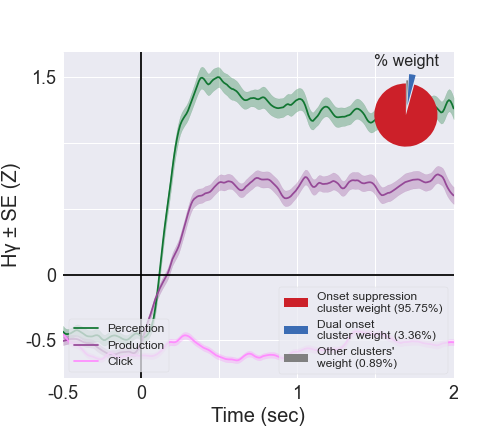 % weight
1.5
0
-0.5
Hγ ± SE (Z)
Perception
Production
Click
Onset suppression
cluster weight (95.75%)
Dual onset
cluster weight (3.36%)
Other clusters'
weight (0.89%)
-0.5 0 1 2
Time (sec)